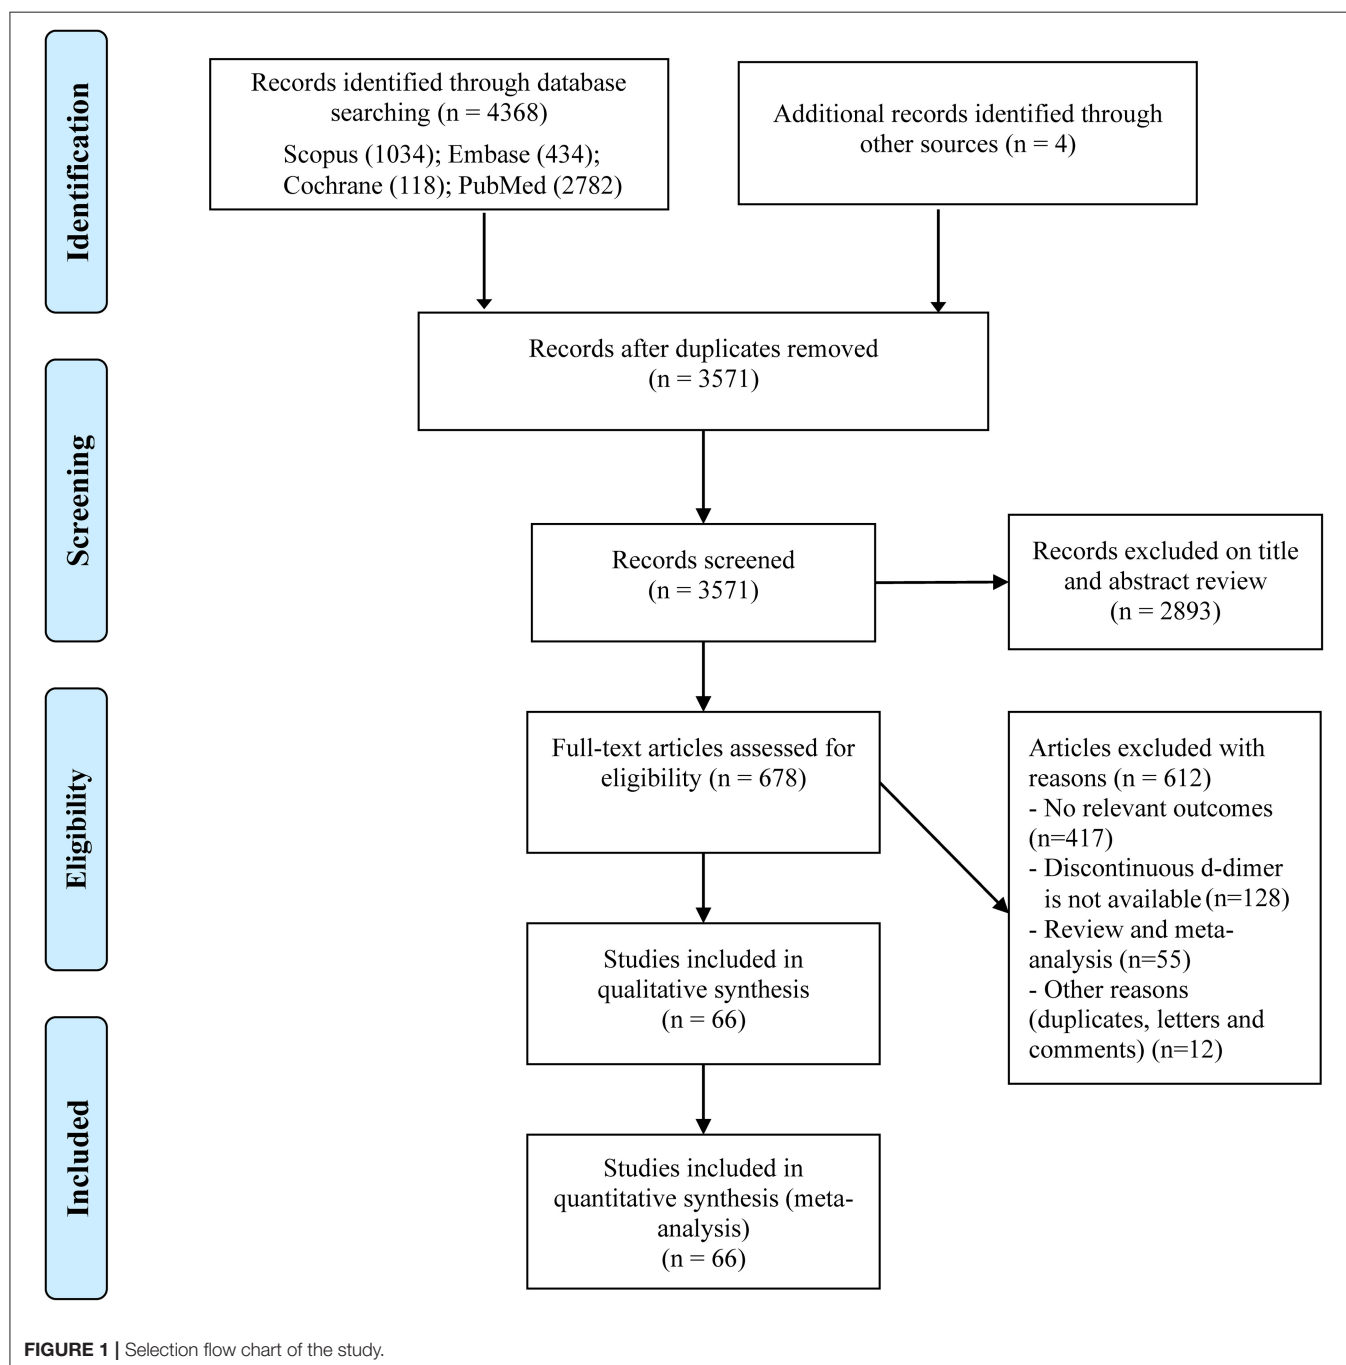 Identification
Records identified through database
searching (n = 4368)
Scopus (1034); Embase (434);
Cochrane (118); PubMed (2782)
Additional records identified through
other sources (n = 4)
Records after duplicates removed
(n = 3571)
Screening
Records screened
(n = 3571)
Records excluded on title
and abstract review
(n = 2893)
Eligibility
Full-text articles assessed for
eligibility (n = 678)
Articles excluded with
reasons (n = 612)
- No relevant outcomes
(n=417)
- Discontinuous d-dimer
is not available (n=128)
- Review and meta-
analysis (n=55)
- Other reasons
(duplicates, letters and
comments) (n=12)
Studies included in
qualitative synthesis
(n = 66)
Included
Studies included in
quantitative synthesis (meta-
analysis)
(n = 66)
FIGURE 1 | Selection flow chart of the study.